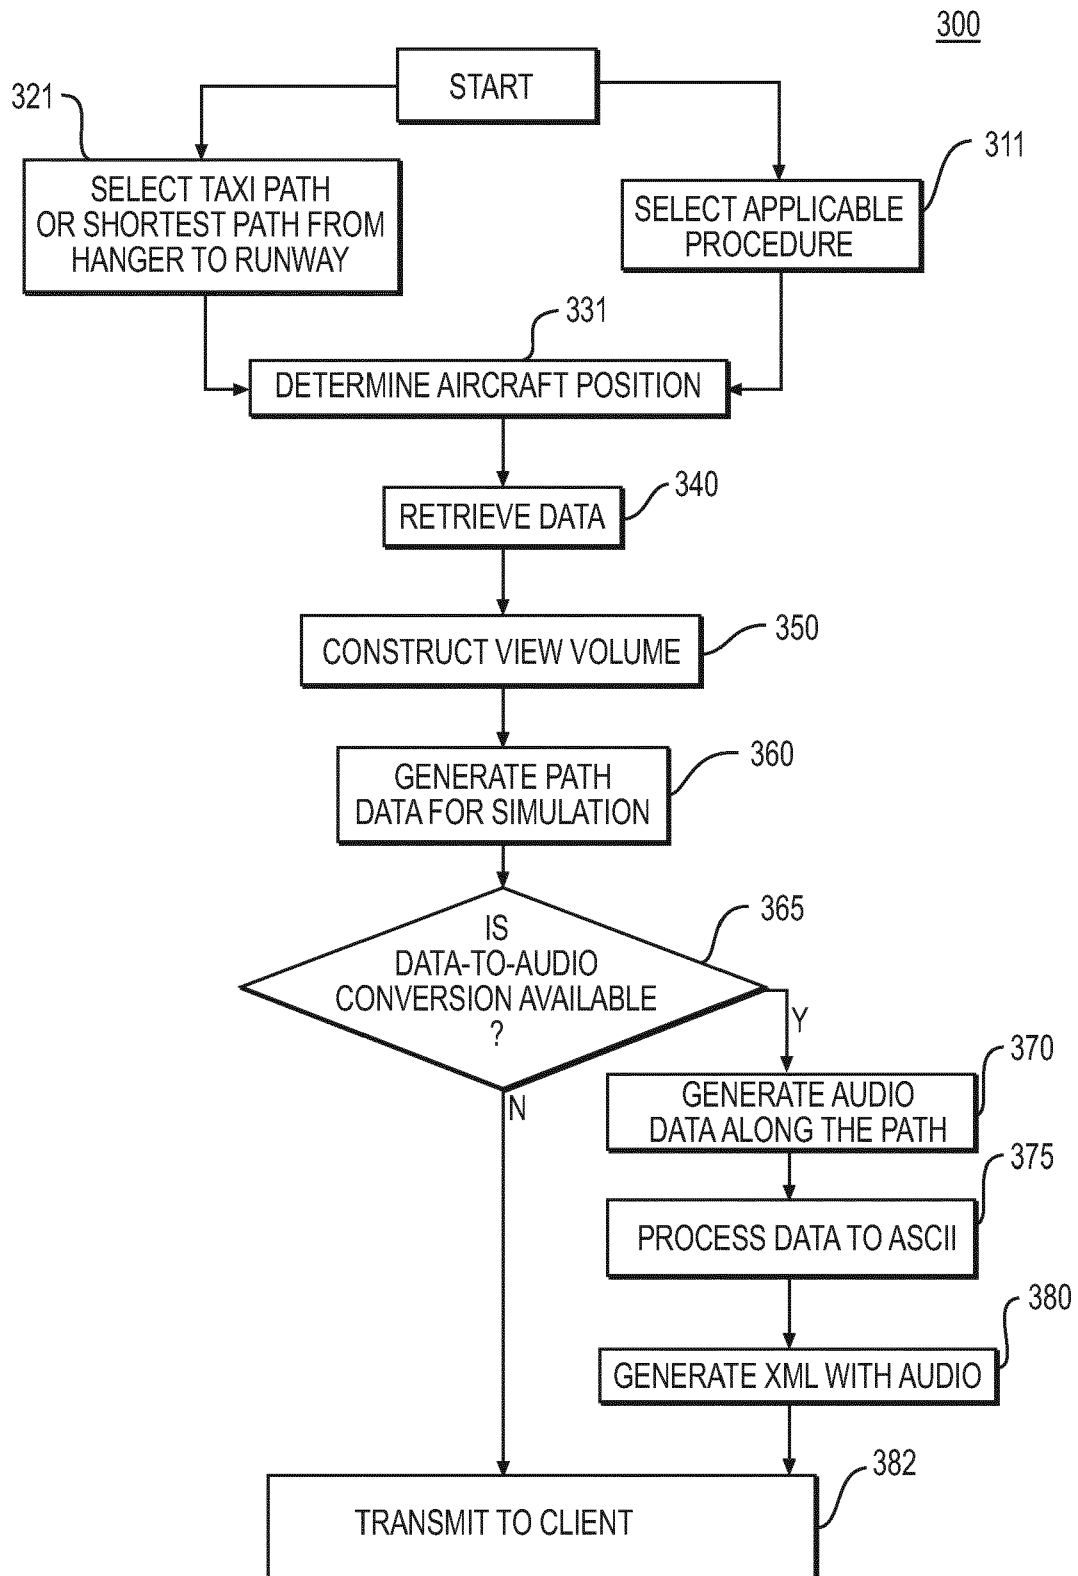 300
START
321
SELECT TAXI PATH
OR SHORTEST PATH FROM
HANGER TO RUNWAY
311
SELECT APPLICABLE
PROCEDURE
331
DETERMINE AIRCRAFT POSITION
340
RETRIEVE DATA
350
CONSTRUCT VIEW VOLUME
360
GENERATE PATH
DATA FOR SIMULATION
365
IS
DATA-TO-AUDIO
CONVERSION AVAILABLE
?
Y
N
370
GENERATE AUDIO
DATA ALONG THE PATH
375
PROCESS DATA TO ASCII
380
GENERATE XML WITH AUDIO
382
TRANSMIT TO CLIENT